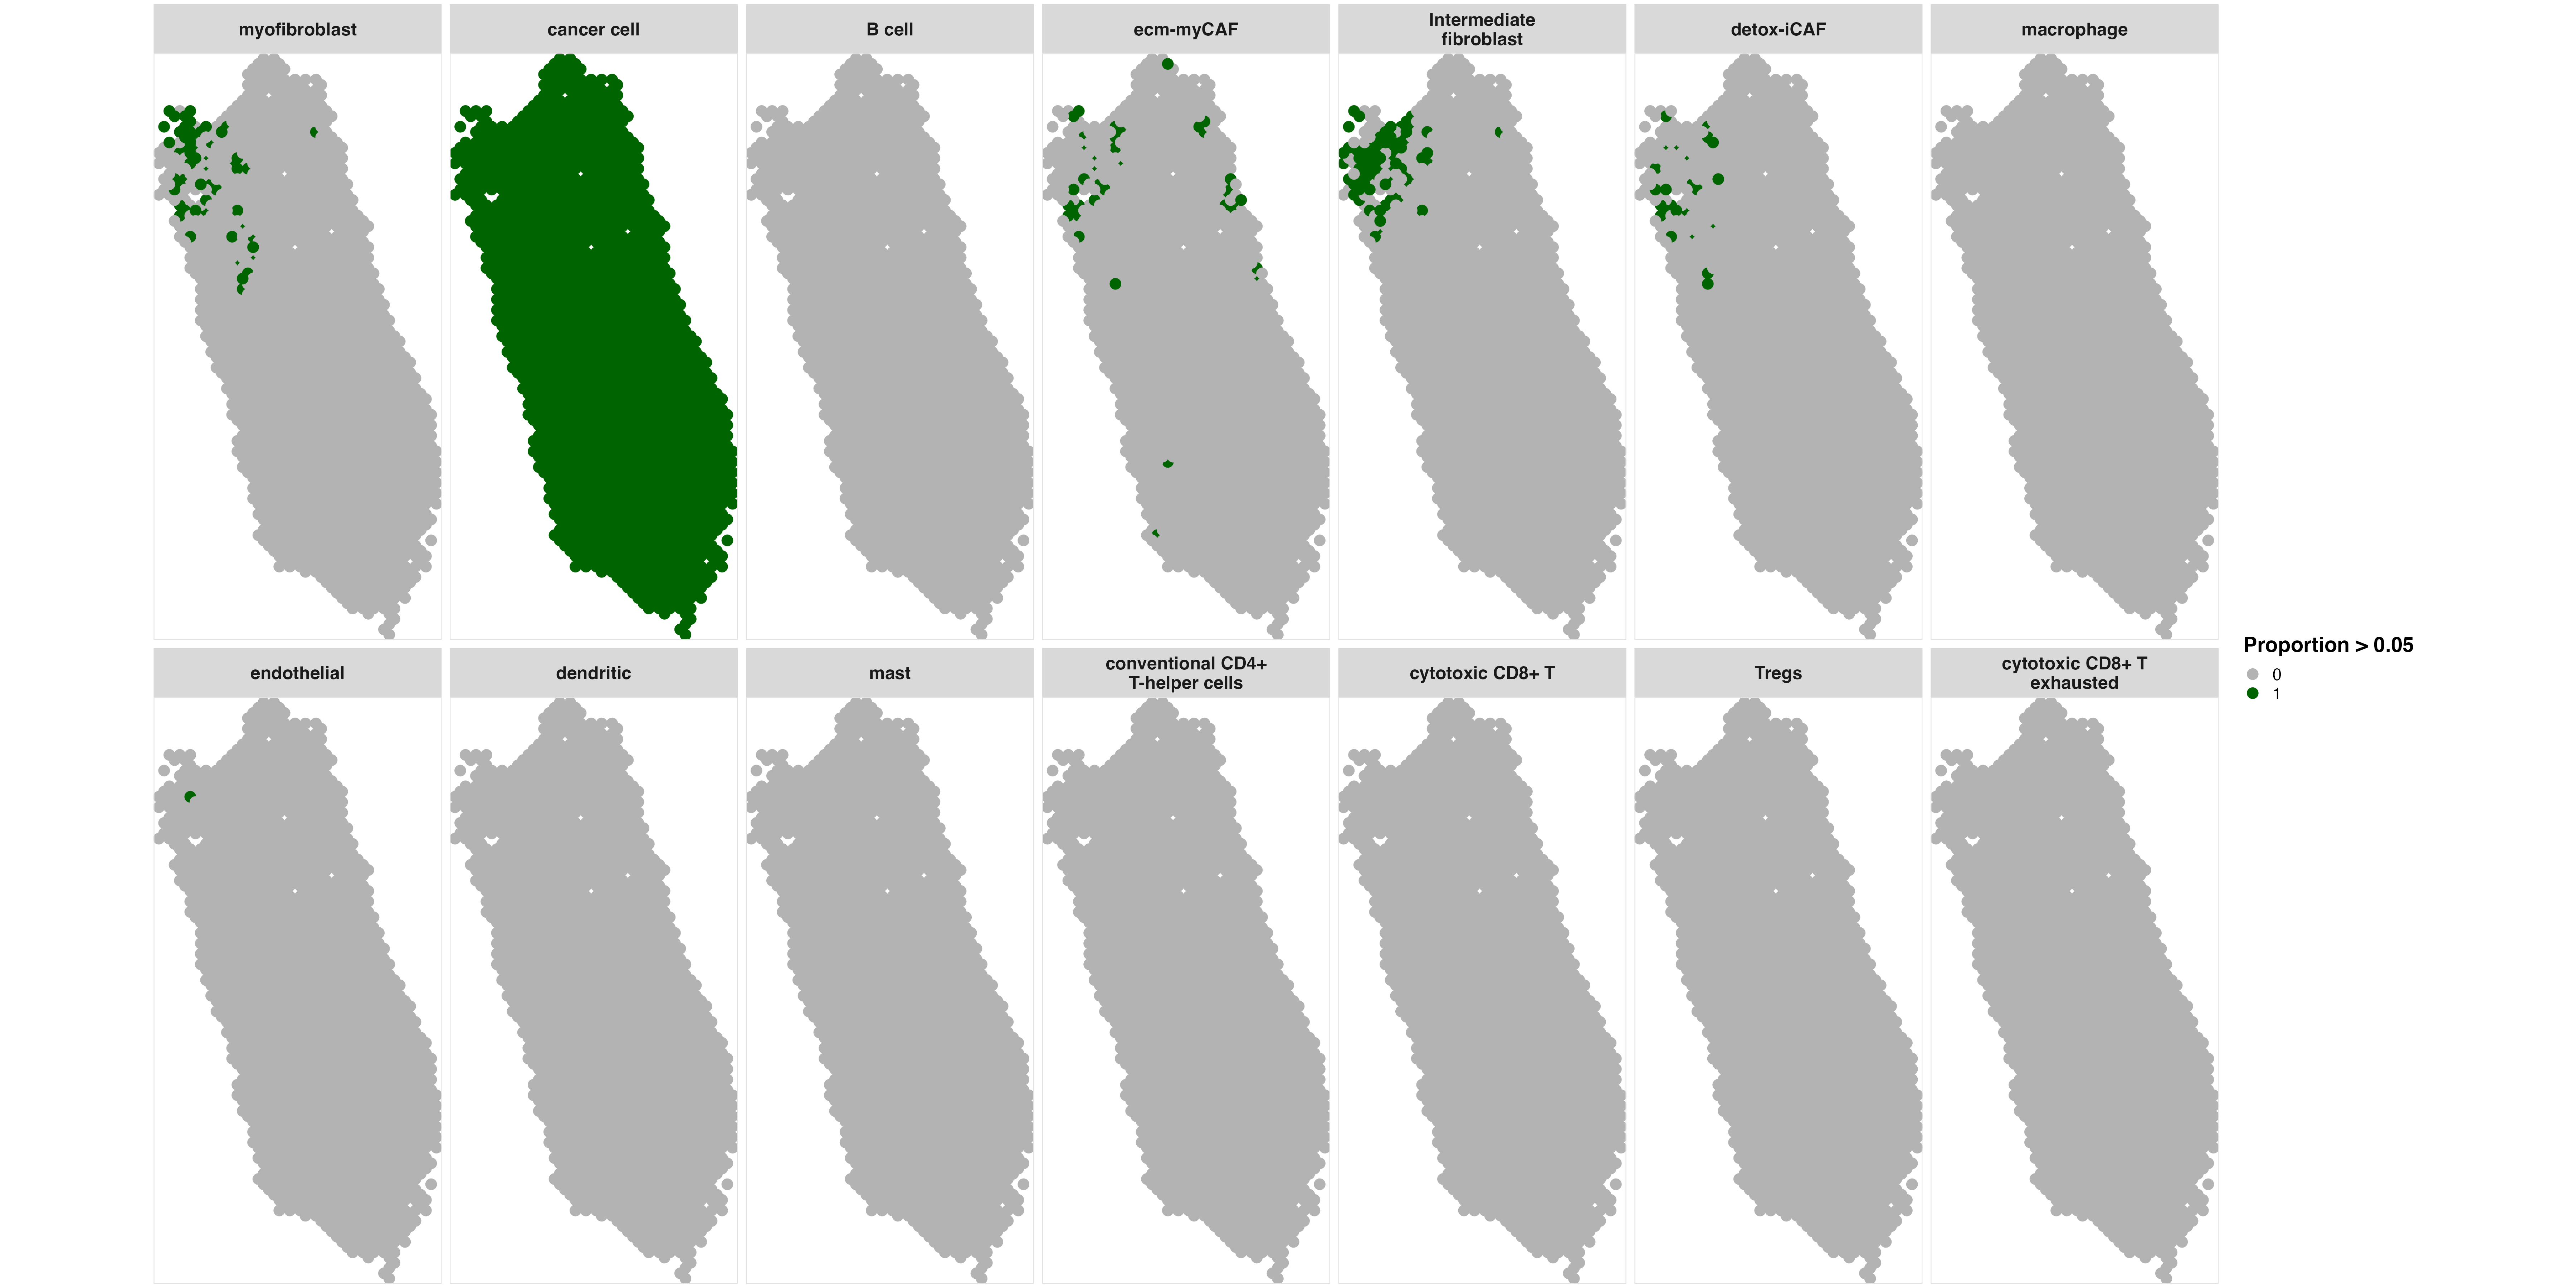 myofibroblast
cancer cell
B cell
ecm-myCAF
Intermediate
fibroblast
detox-iCAF
macrophage
endothelial
dendritic
mast
conventional CD4+
T-helper cells
cytotoxic CD8+ T
Tregs
cytotoxic CD8+ T
exhausted
Proportion > 0.05
0
1